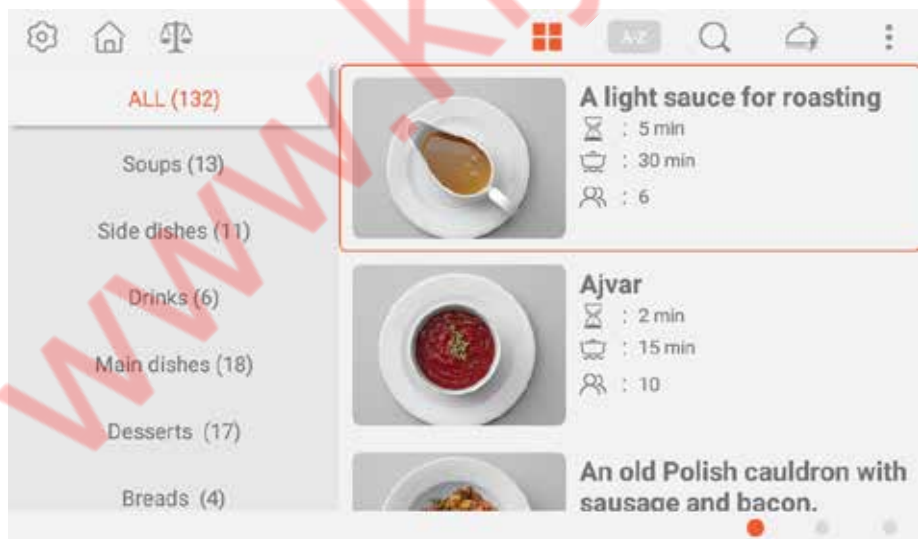 A-Z
ALL (132)
Soups (13)
Side dishes (11)
Drinks (6)
Main dishes (18)
Desserts (17)
Breads (4)
A light sauce for roasting
: 5 min
: 30 min
: 6
Ajvar
: 2 min
: 15 min
: 10
An old Polish cauldron with
sausage and bacon.